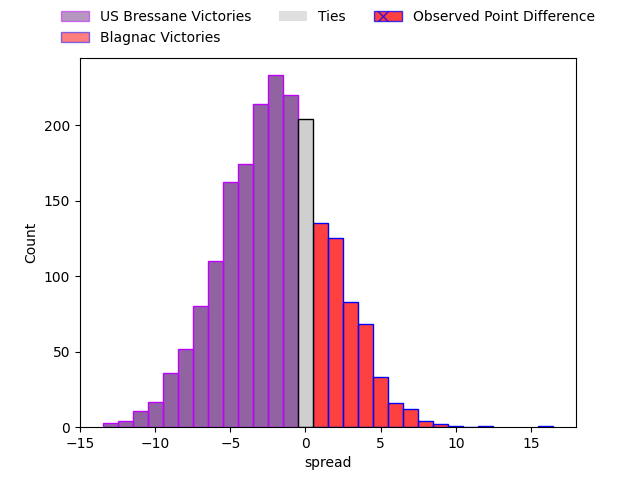 US Bressane Victories
Ties
Observed Point Difference
Blagnac Victories
200
150
100
50
0
Count
−15
−10
−5
0
5
10
15
spread